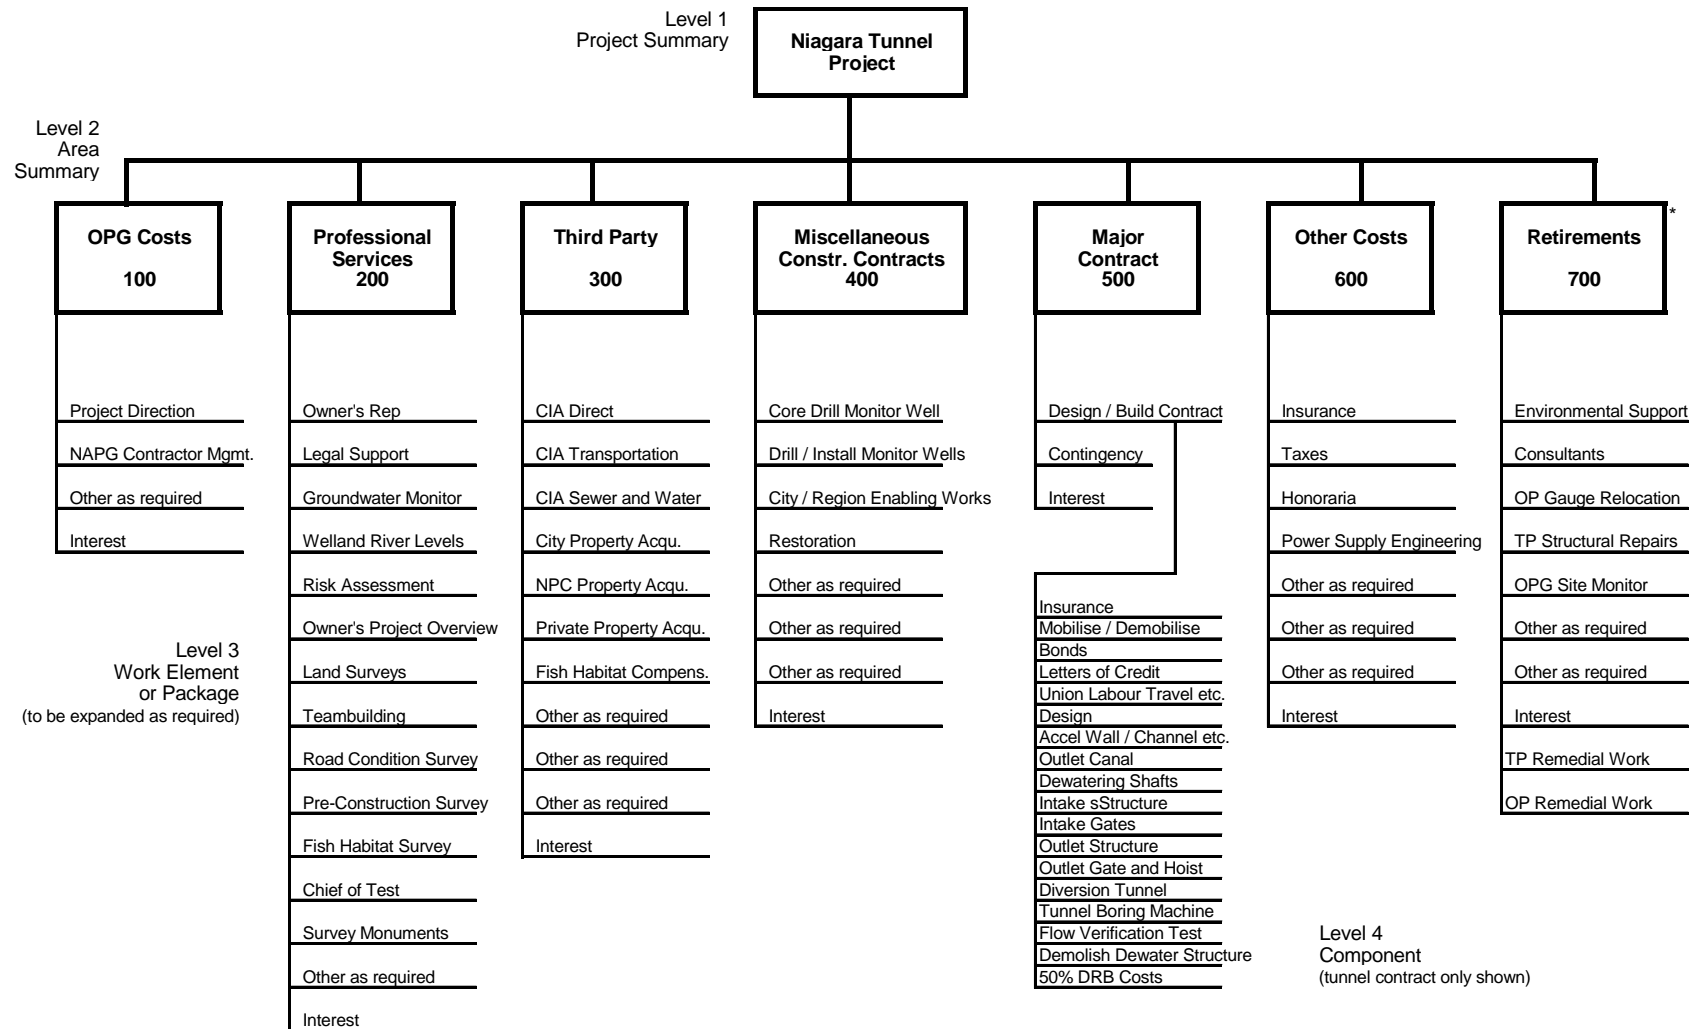 Level 1
Project Summary
Niagara Tunnel
Project
Level 2
Area
Summary
OPG Costs
100
Professional
Services
200
Third Party
300
Miscellaneous
Constr. Contracts
400
Major
Contract
500
Other Costs
600
Retirements
700
*
Project Direction
NAPG Contractor Mgmt.
Other as required
Interest
Level 3
Work Element
or Package
(to be expanded as required)
Owner's Rep
Legal Support
Groundwater Monitor
Welland River Levels
Risk Assessment
Owner's Project Overview
Land Surveys
Teambuilding
Road Condition Survey
Pre-Construction Survey
Fish Habitat Survey
Chief of Test
Survey Monuments
Other as required
Interest
CIA Direct
CIA Transportation
CIA Sewer and Water
City Property Acqu.
NPC Property Acqu.
Private Property Acqu.
Fish Habitat Compens.
Other as required
Other as required
Other as required
Interest
Core Drill Monitor Well
Drill / Install Monitor Wells
City / Region Enabling Works
Restoration
Other as required
Other as required
Other as required
Interest
Design / Build Contract
Contingency
Interest
Insurance
Mobilise / Demobilise
Bonds
Letters of Credit
Union Labour Travel etc.
Design
Accel Wall / Channel etc.
Outlet Canal
Dewatering Shafts
Intake sStructure
Intake Gates
Outlet Structure
Outlet Gate and Hoist
Diversion Tunnel
Tunnel Boring Machine
Flow Verification Test
Demolish Dewater Structure
50% DRB Costs
Insurance
Taxes
Honoraria
Power Supply Engineering
Other as required
Other as required
Other as required
Interest
Level 4
Component
(tunnel contract only shown)
Environmental Support
Consultants
OP Gauge Relocation
TP Structural Repairs
OPG Site Monitor
Other as required
Other as required
Interest
TP Remedial Work
OP Remedial Work